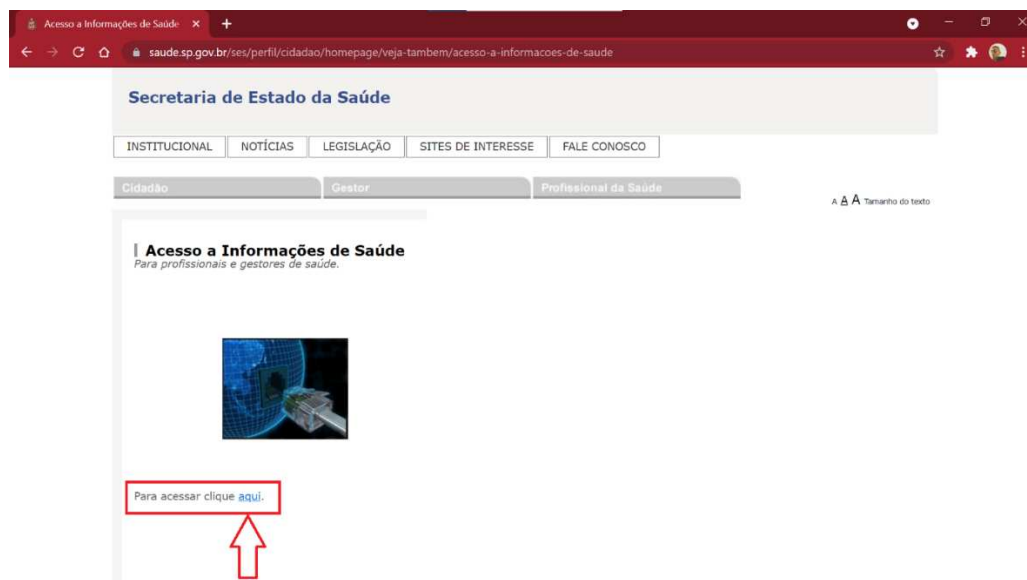 Acesso a Informações de Saúde
saude.sp.gov.br/ses/perfil/cidadao/homepage/veja-tambem/acesso-a-informacoes-de-saude
Secretaria de Estado da Saúde
INSTITUCIONAL NOTÍCIAS LEGISLAÇÃO SITES DE INTERESSE FALE CONOSCO
Cidadão Gestor Profissional da Saúde
A A A Tamanho do texto
Acesso a Informações de Saúde
Para profissionais e gestores de saúde.
Para acessar clique aqui.